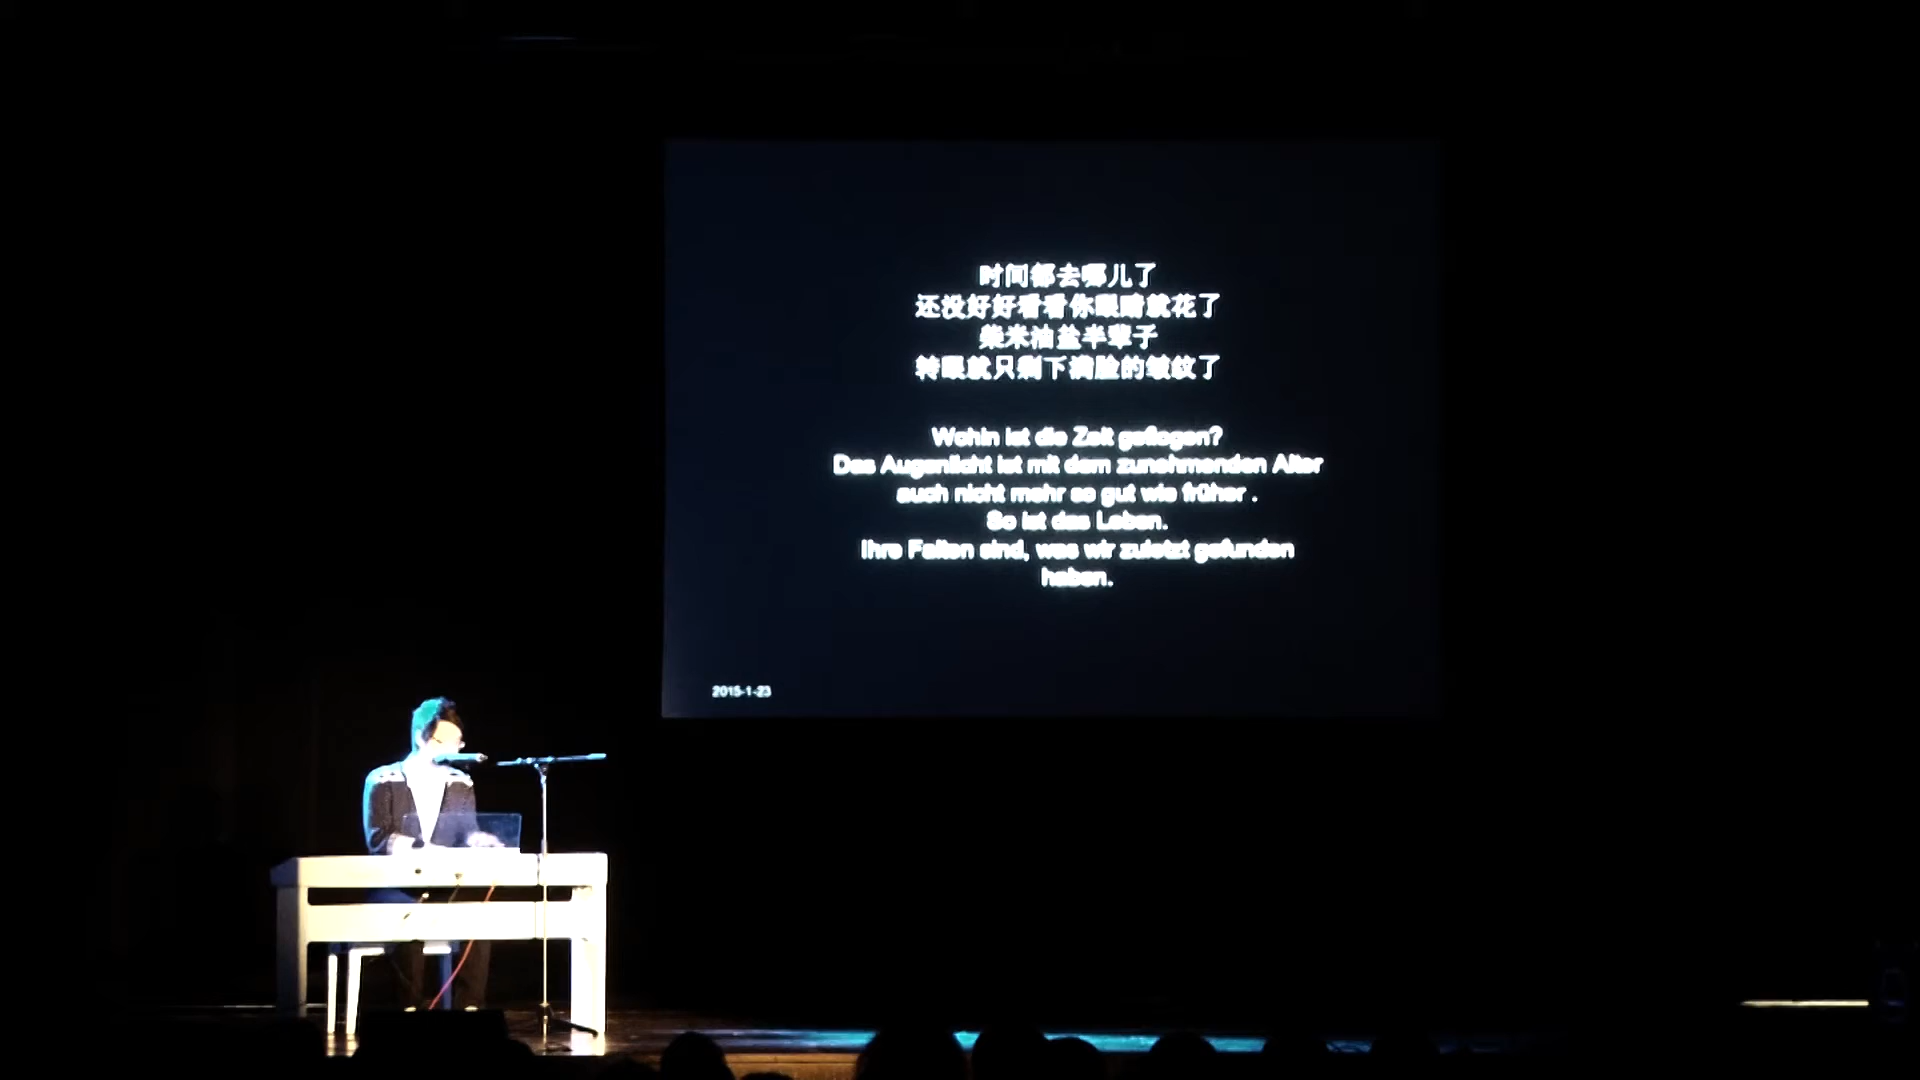 时间都去哪儿了
还没好好看看你眼睛就花了
柴米油盐半辈子
转眼就只剩下满脸的皱纹了
Wohin ist die Zeit geflogen?
Das Augenlicht ist mit dem zunehmenden Alter
auch nicht mehr so gut wie früher .
So ist das Leben.
Ihre Falten sind, was wir zuletzt gefunden
haben.
2015-1-23